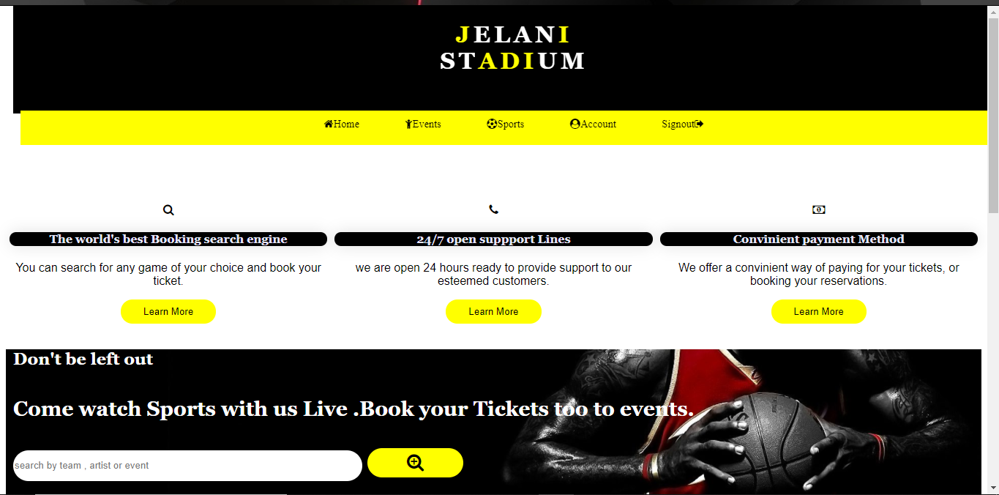 JELANI
STADIUM
Home Events Sports Account Signout
The world's best Booking search engine
You can search for any game of your choice and book your
ticket.
Learn More
24/7 open suppport Lines
we are open 24 hours ready to provide support to our
esteemed customers.
Learn More
Convinient payment Method
We offer a convinient way of paying for your tickets, or
booking your reservations.
Learn More
Don't be left out
Come watch Sports with us Live .Book your Tickets too to events.
search by team , artist or event